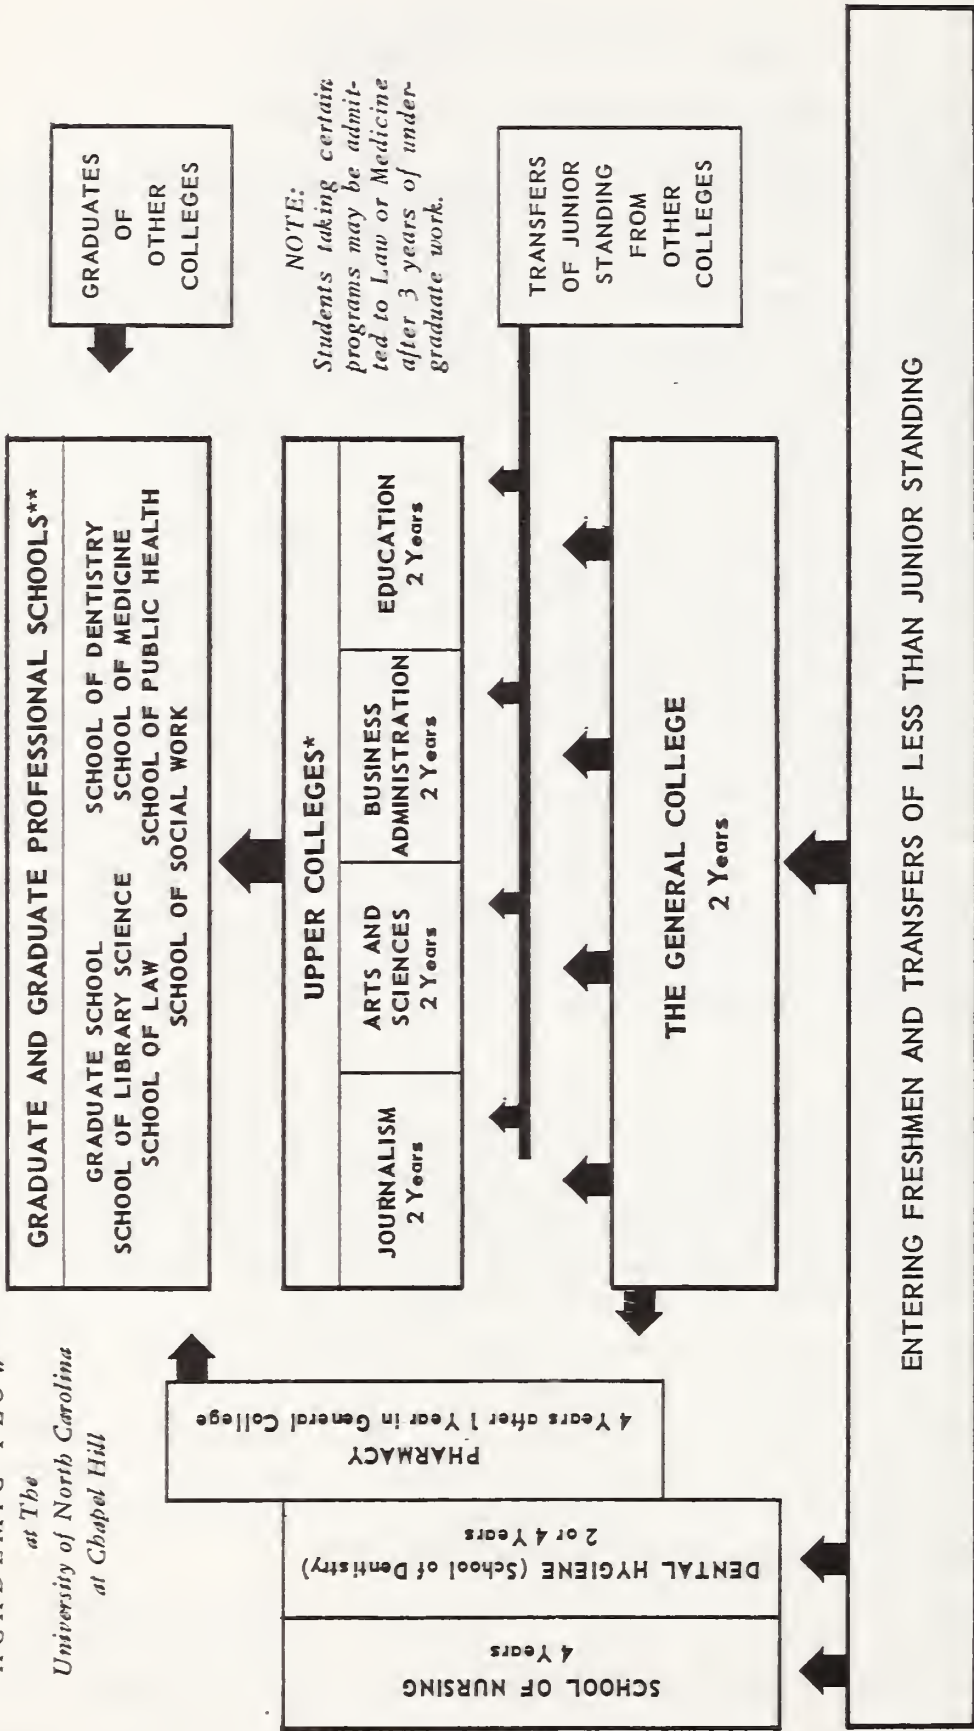 ACADEMIC FLOW
at The
University of North Carolina
at Chapel Hill
GRADUATE AND GRADUATE PROFESSIONAL SCHOOLS**
GRADUATE SCHOOL
SCHOOL OF LIBRARY SCIENCE
SCHOOL OF LAW
SCHOOL OF DENTISTRY
SCHOOL OF MEDICINE
SCHOOL OF PUBLIC HEALTH
SCHOOL OF SOCIAL WORK
GRADUATES
OF
OTHER
COLLEGES
NOTE:
Students taking certain
programs may be admit-
ted to Law or Medicine
after 3 years of under-
graduate work.
UPPER COLLEGES*
JOURNALISM
2 Years
ARTS AND
SCIENCES
2 Years
BUSINESS
ADMINISTRATION
2 Years
EDUCATION
2 Years
TRANSFERS
OF JUNIOR
STANDING
FROM
OTHER
COLLEGES
THE GENERAL COLLEGE
2 Years
SCHOOL OF NURSING
4 Years
DENTAL HYGIENE (School of Dentistry)
2 or 4 Years
PHARMACY
4 Years after 1 Year in General College
ENTERING FRESHMEN AND TRANSFERS OF LESS THAN JUNIOR STANDING